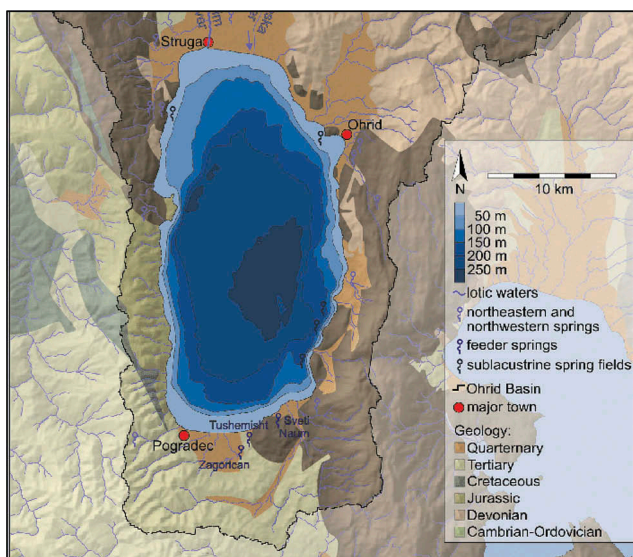 Struga
Ohrid
N
10 km
50 m
100 m
150 m
200 m
250 m
lotic waters
northeastern and
northwestern springs
feeder springs
sublacustrine spring fields
Ohrid Basin
major town
Geology:
Quarternary
Tertiary
Cretaceous
Jurassic
Devonian
Cambrian-Ordovician
Tushemisht
Sveti
Naum
Pogradec
Zagorican